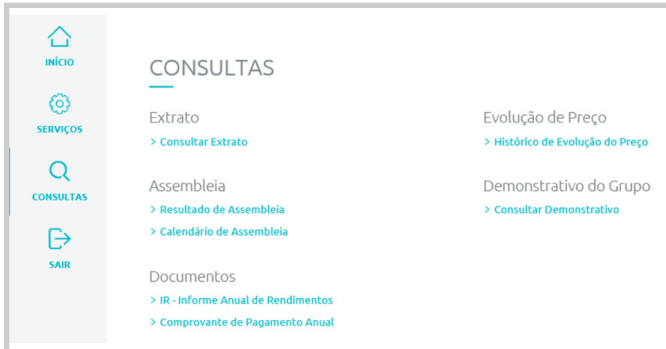 INÍCIO
SERVIÇOS
CONSULTAS
SAIR
CONSULTAS
Extrato
> Consultar Extrato
Assembleia
> Resultado de Assembleia
> Calendário de Assembleia
Documentos
> IR - Informe Anual de Rendimentos
> Comprovante de Pagamento Anual
Evolução de Preço
> Histórico de Evolução do Preço
Demonstrativo do Grupo
> Consultar Demonstrativo